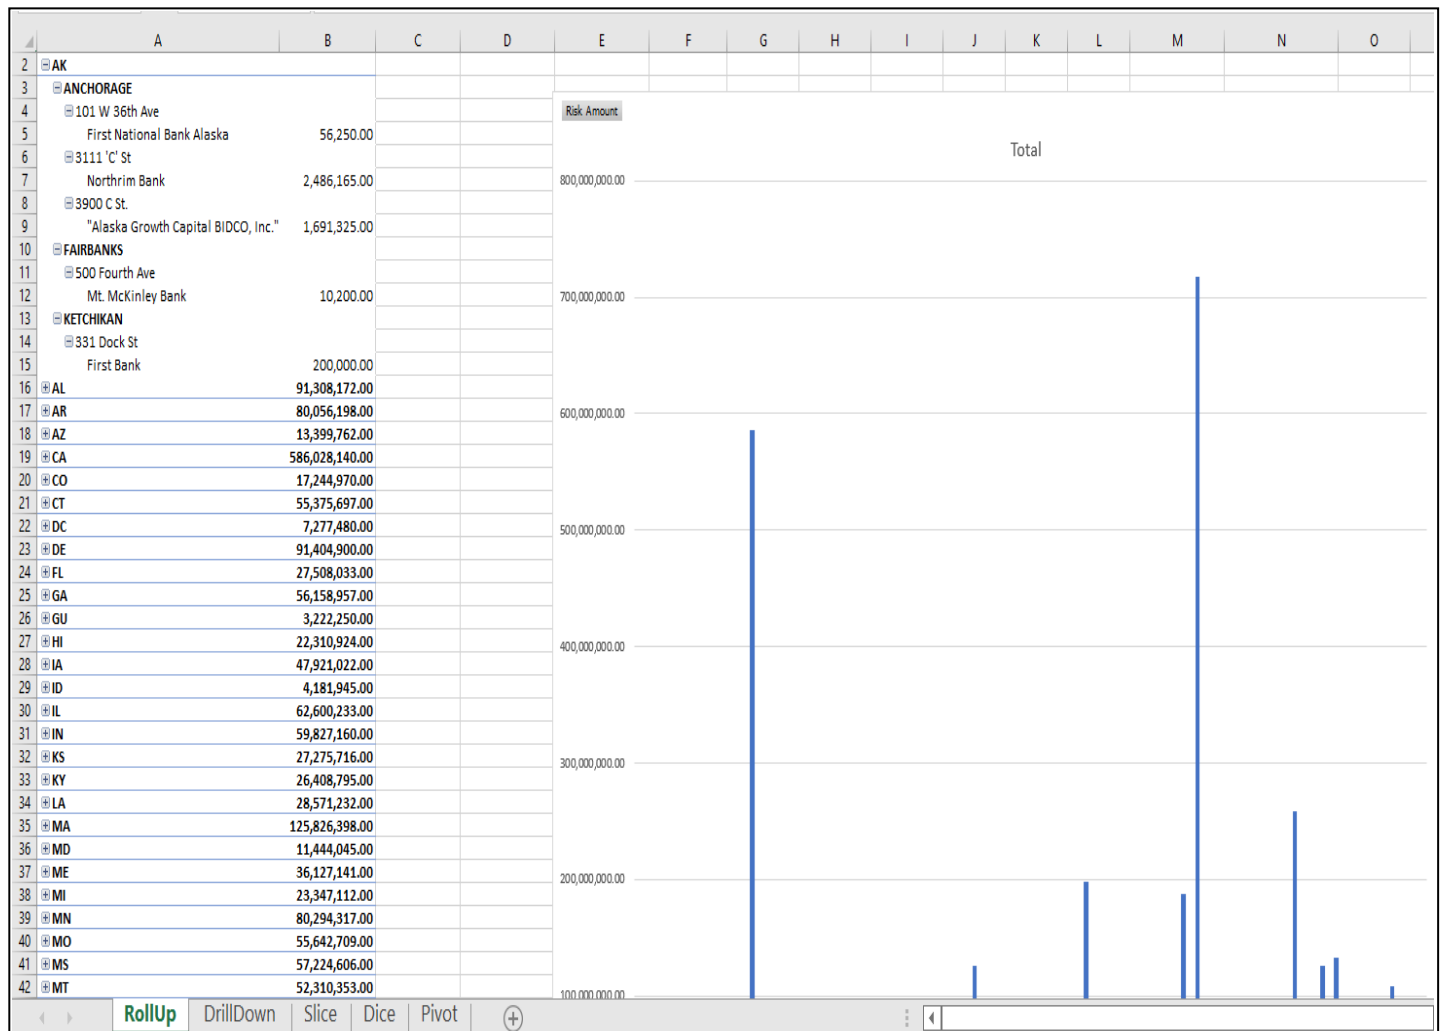 A B C D E F G H I J K L M N O
2 AK
3 ANCHORAGE
4 101 W 36th Ave
5 First National Bank Alaska 56,250.00
6 3111 'C' St
7 Northrim Bank 2,486,165.00
8 3900 C St.
9 "Alaska Growth Capital BIDCO, Inc." 1,691,325.00
10 FAIRBANKS
11 500 Fourth Ave
12 Mt. McKinley Bank 10,200.00
13 KETCHIKAN
14 331 Dock St
15 First Bank 200,000.00
16 AL 91,308,172.00
17 AR 80,056,198.00
18 AZ 13,399,762.00
19 CA 586,028,140.00
20 CO 17,244,970.00
21 CT 55,375,697.00
22 DC 7,277,480.00
23 DE 91,404,900.00
24 FL 27,508,033.00
25 GA 56,158,957.00
26 GU 3,222,250.00
27 HI 22,310,924.00
28 IA 47,921,022.00
29 ID 4,181,945.00
30 IL 62,600,233.00
31 IN 59,827,160.00
32 KS 27,275,716.00
33 KY 26,408,795.00
34 LA 28,571,232.00
35 MA 125,826,398.00
36 MD 11,444,045.00
37 ME 36,127,141.00
38 MI 23,347,112.00
39 MN 80,294,317.00
40 MO 55,642,709.00
41 MS 57,224,606.00
42 MT 52,310,353.00
Risk Amount
Total
800,000,000.00
700,000,000.00
600,000,000.00
500,000,000.00
400,000,000.00
300,000,000.00
200,000,000.00
100,000,000.00
RollUp DrillDown Slice Dice Pivot